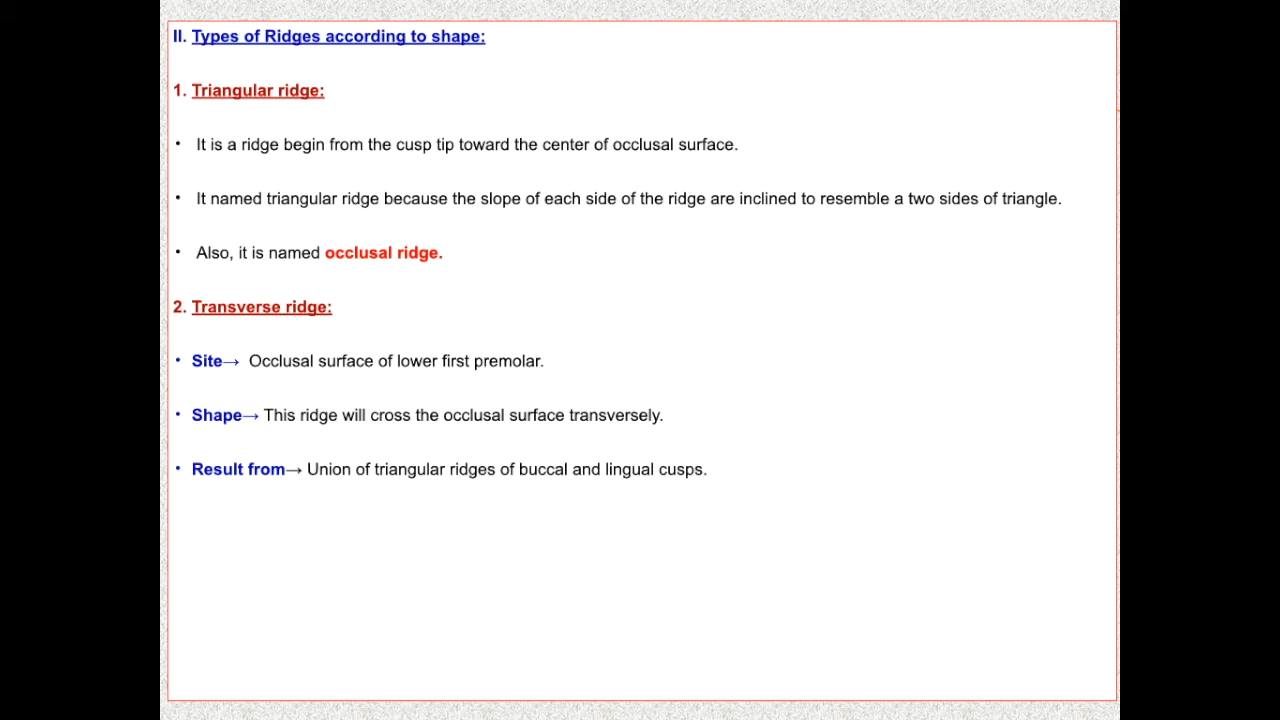 II. Types of Ridges according to shape:
1. Triangular ridge:
• It is a ridge begin from the cusp tip toward the center of occlusal surface.
• It named triangular ridge because the slope of each side of the ridge are inclined to resemble a two sides of triangle.
• Also, it is named occlusal ridge.
2. Transverse ridge:
• Site→ Occlusal surface of lower first premolar.
• Shape→ This ridge will cross the occlusal surface transversely.
• Result from→ Union of triangular ridges of buccal and lingual cusps.